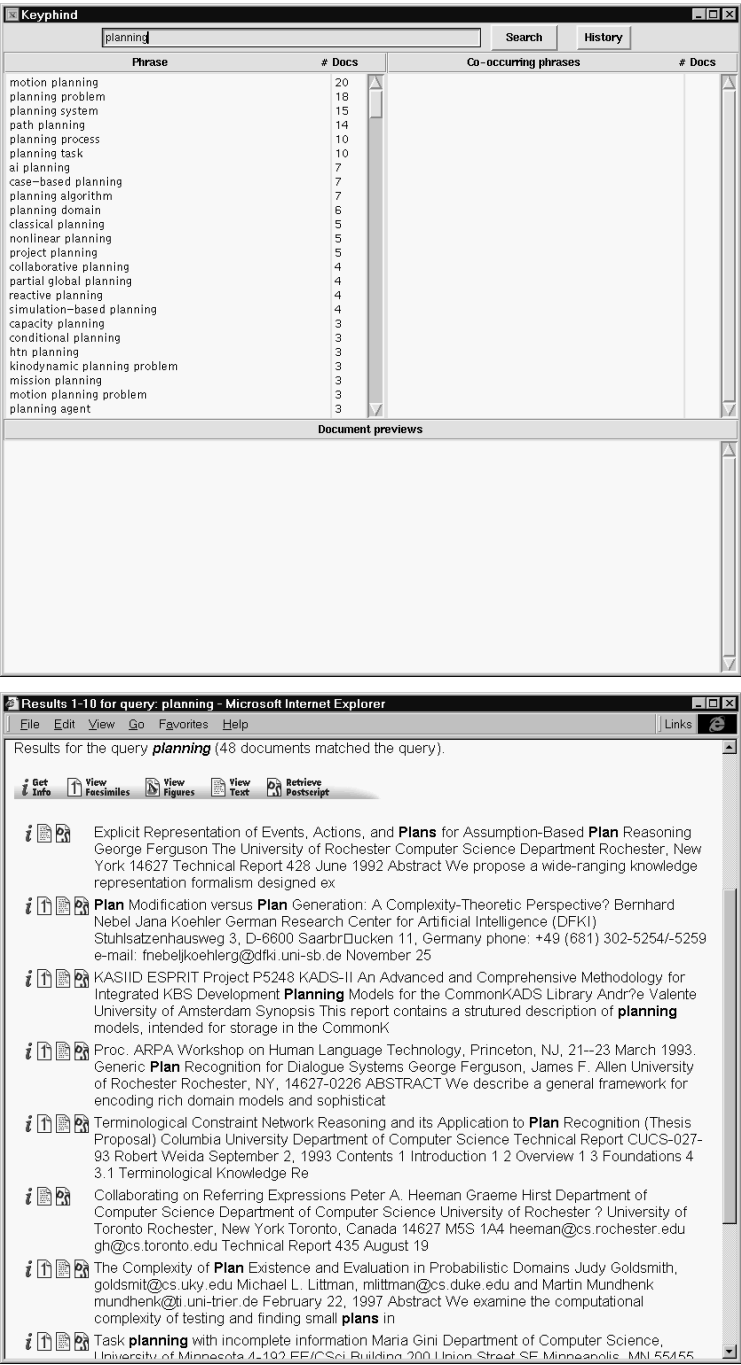 Keyphind
planning
Search
History
Phrase # Docs Co-occurring phrases # Docs
motion planning 20
planning problem 18
planning system 15
path planning 14
planning process 10
planning task 10
ai planning 7
case-based planning 7
planning algorithm 7
planning domain 6
classical planning 5
nonlinear planning 5
project planning 5
collaborative planning 4
partial global planning 4
reactive planning 4
simulation-based planning 4
capacity planning 3
conditional planning 3
htn planning 3
kinodynamic planning problem 3
mission planning 3
motion planning problem 3
planning agent 3
Document previews
Results 1-10 for query: planning - Microsoft Internet Explorer
File Edit View Go Favorites Help Links
Results for the query planning (48 documents matched the query).
i Get Info View Facsimiles View Figures View Text Retrieve Postscript
Explicit Representation of Events, Actions, and Plans for Assumption-Based Plan Reasoning
George Ferguson The University of Rochester Computer Science Department Rochester, New
York 14627 Technical Report 428 June 1992 Abstract We propose a wide-ranging knowledge
representation formalism designed ex
Plan Modification versus Plan Generation: A Complexity-Theoretic Perspective? Bernhard
Nebel Jana Koehler German Research Center for Artificial Intelligence (DFKI)
Stuhlsatzenhausweg 3, D-6600 Saarbr□ucken 11, Germany phone: +49 (681) 302-5254/-5259
e-mail: fnebeljkoehlerg@dfki.uni-sb.de November 25
KASIID ESPRIT Project P5248 KADS-II An Advanced and Comprehensive Methodology for
Integrated KBS Development Planning Models for the CommonKADS Library Andr?e Valente
University of Amsterdam Synopsis This report contains a strutured description of planning
models, intended for storage in the CommonK
Proc. ARPA Workshop on Human Language Technology, Princeton, NJ, 21--23 March 1993.
Generic Plan Recognition for Dialogue Systems George Ferguson, James F. Allen University
of Rochester Rochester, NY, 14627-0226 ABSTRACT We describe a general framework for
encoding rich domain models and sophisticat
Terminological Constraint Network Reasoning and its Application to Plan Recognition (Thesis
Proposal) Columbia University Department of Computer Science Technical Report CUCS-027-
93 Robert Weida September 2, 1993 Contents 1 Introduction 1 2 Overview 1 3 Foundations 4
3.1 Terminological Knowledge Re
Collaborating on Referring Expressions Peter A. Heeman Graeme Hirst Department of
Computer Science Department of Computer Science University of Rochester ? University of
Toronto Rochester, New York Toronto, Canada 14627 M5S 1A4 heeman@cs.rochester.edu
gh@cs.toronto.edu Technical Report 435 August 19
The Complexity of Plan Existence and Evaluation in Probabilistic Domains Judy Goldsmith,
goldsmit@cs.uky.edu Michael L. Littman, mlittman@cs.duke.edu and Martin Mundhenk
mundhenk@ti.uni-trier.de February 22, 1997 Abstract We examine the computational
complexity of testing and finding small plans in
Task planning with incomplete information Maria Gini Department of Computer Science,
University of Minnesota 4-192 EE/CSci Building 200 Union Street SE Minneapolis, MN 55455